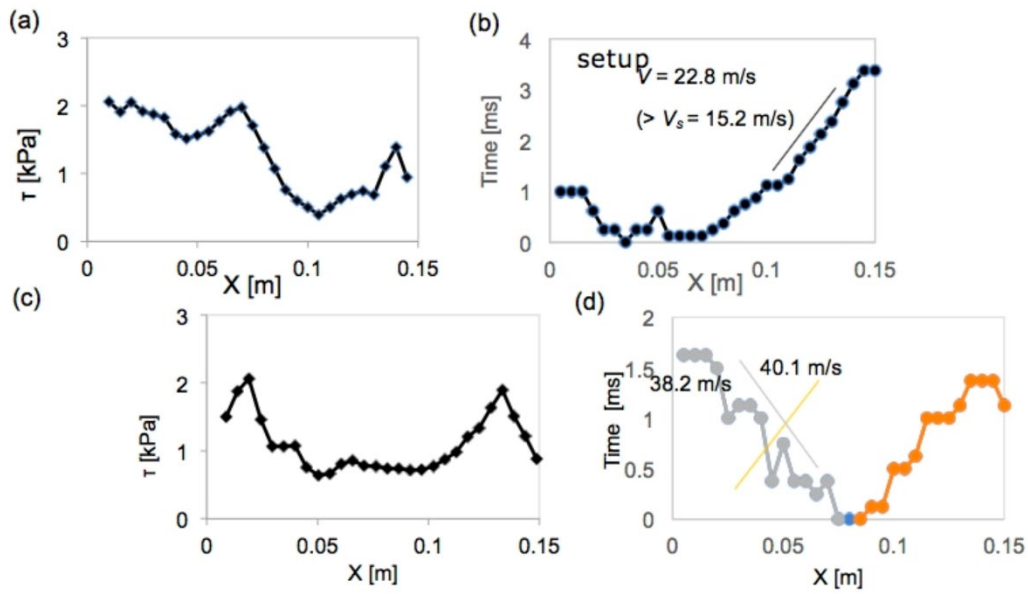 (a)
3
2
1
0
τ [kPa]
0 0.05 0.1 0.15
X [m]
(b)
4
3
2
1
0
Time [ms]
setup
V = 22.8 m/s
(> Vs = 15.2 m/s)
0 0.05 0.1 0.15
X [m]
(c)
3
2
1
0
τ [kPa]
0 0.05 0.1 0.15
X [m]
(d)
2
1.5
1
0.5
0
Time [ms]
38.2 m/s
40.1 m/s
0 0.05 0.1 0.15
X [m]